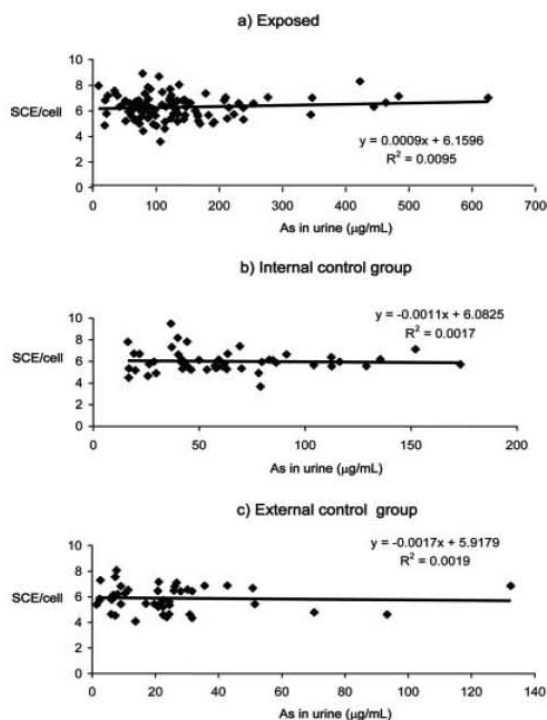 a) Exposed
10
8
SCE/cell
6
4
2
0
y = 0.0009x + 6.1596
R² = 0.0095
0 100 200 300 400 500 600 700
As in urine (μg/mL)
b) Internal control group
y = -0.0011x + 6.0825
R² = 0.0017
10
8
SCE/cell
6
4
2
0
0 50 100 150 200
As in urine (μg/mL)
c) External control group
y = -0.0017x + 5.9179
R² = 0.0019
10
8
SCE/cell
6
4
2
0
0 20 40 60 80 100 120 140
As in urine (μg/mL)